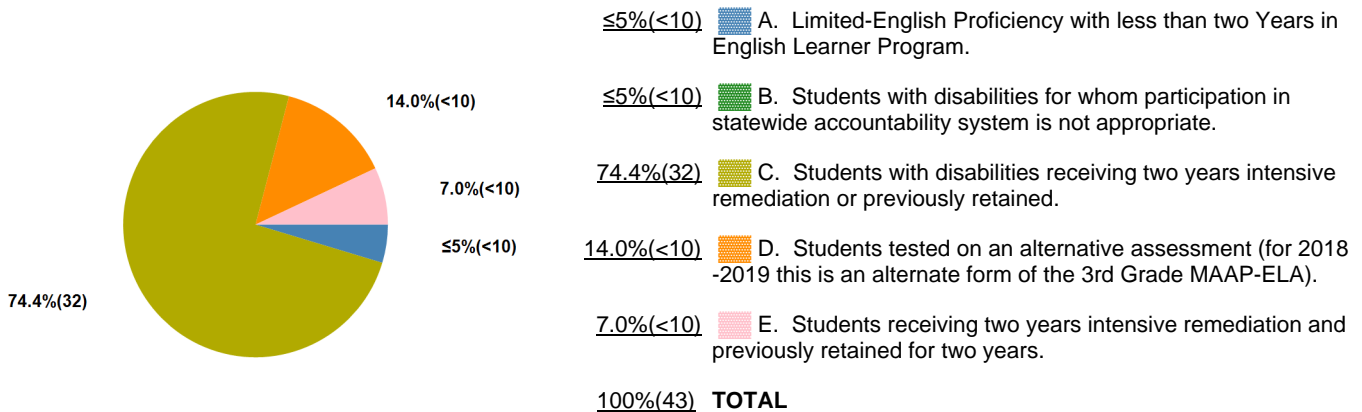 14.0%(<10)
7.0%(<10)
≤5%(<10)
74.4%(32)
≤5%(<10) A. Limited-English Proficiency with less than two Years in
English Learner Program.
≤5%(<10) B. Students with disabilities for whom participation in
statewide accountability system is not appropriate.
74.4%(32) C. Students with disabilities receiving two years intensive
remediation or previously retained.
14.0%(<10) D. Students tested on an alternative assessment (for 2018
-2019 this is an alternate form of the 3rd Grade MAAP-ELA).
7.0%(<10) E. Students receiving two years intensive remediation and
previously retained for two years.
100%(43) TOTAL